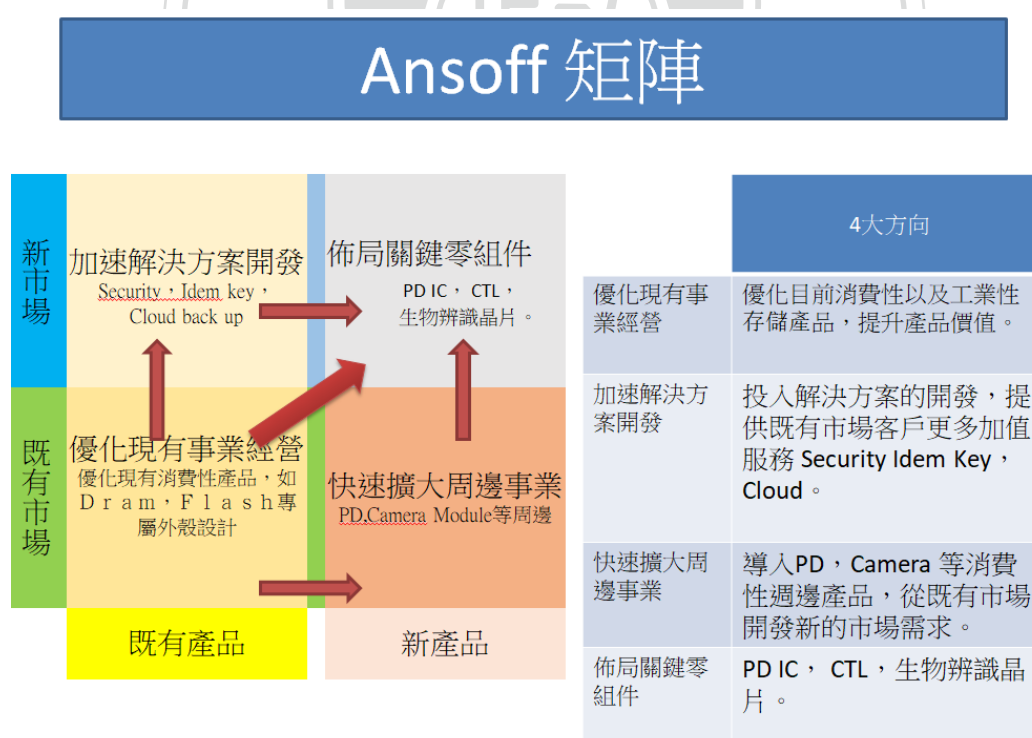 Ansoff 矩陣
新市場
加速解決方案開發
Security，Idem key，
Cloud back up
佈局關鍵零組件
PD IC， CTL，
生物辨識晶片。
既有市場
優化現有事業經營
優化現有消費性產品，如
Ｄｒａｍ，Ｆｌａｓｈ專
屬外殼設計
快速擴大周邊事業
PD,Camera Module等周邊
既有產品
新產品
4大方向
優化現有事
業經營
優化目前消費性以及工業性
存儲產品，提升產品價值。
加速解決方
案開發
投入解決方案的開發，提
供既有市場客戶更多加值
服務 Security Idem Key，
Cloud。
快速擴大周
邊事業
導入PD，Camera 等消費
性週邊產品，從既有市場
開發新的市場需求。
佈局關鍵零
組件
PD IC， CTL，生物辨識晶
片。